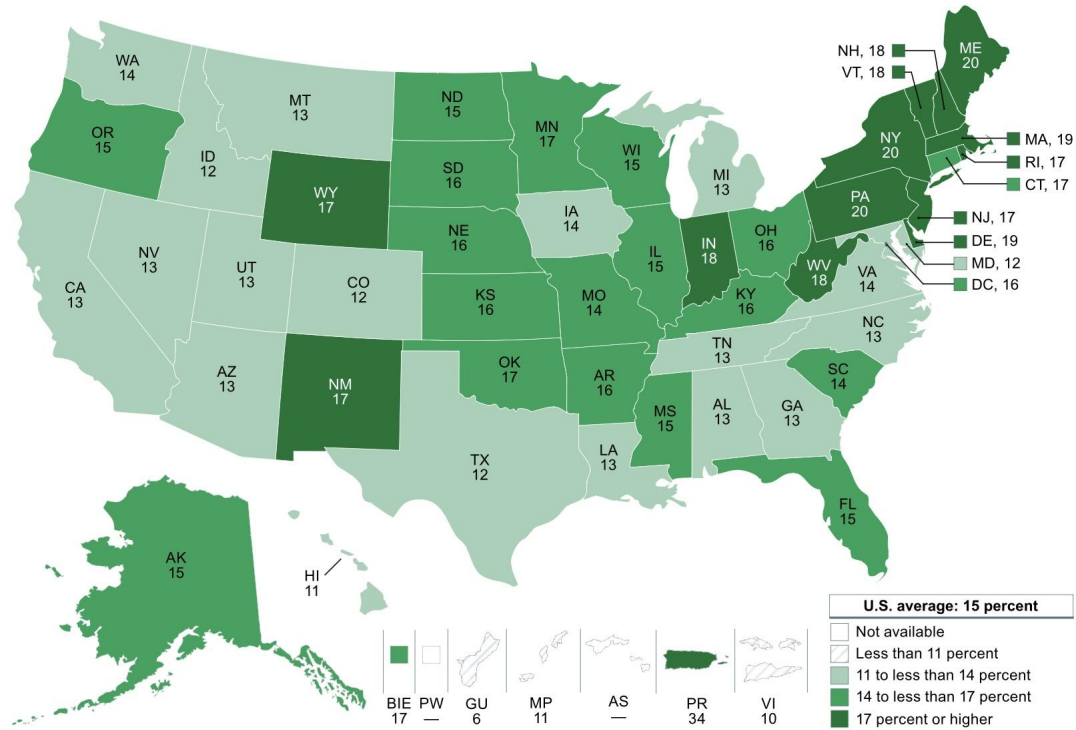 WA
14
MT
13
ND
15
MN
17
NH, 18
VT, 18
ME
20
OR
15
ID
12
WY
17
SD
16
WI
15
MI
13
NY
20
MA, 19
RI, 17
CT, 17
NV
13
UT
13
CO
12
NE
16
IA
14
IL
15
IN
18
OH
16
PA
20
NJ, 17
DE, 19
MD, 12
DC, 16
CA
13
KS
16
MO
14
KY
16
WV
18
VA
14
AZ
13
NM
17
OK
17
AR
16
TN
13
NC
13
SC
14
TX
12
LA
13
MS
15
AL
13
GA
13
FL
15
AK
15
HI
11
BIE
17
PW
—
GU
6
MP
11
AS
—
PR
34
VI
10
U.S. average: 15 percent
Not available
Less than 11 percent
11 to less than 14 percent
14 to less than 17 percent
17 percent or higher